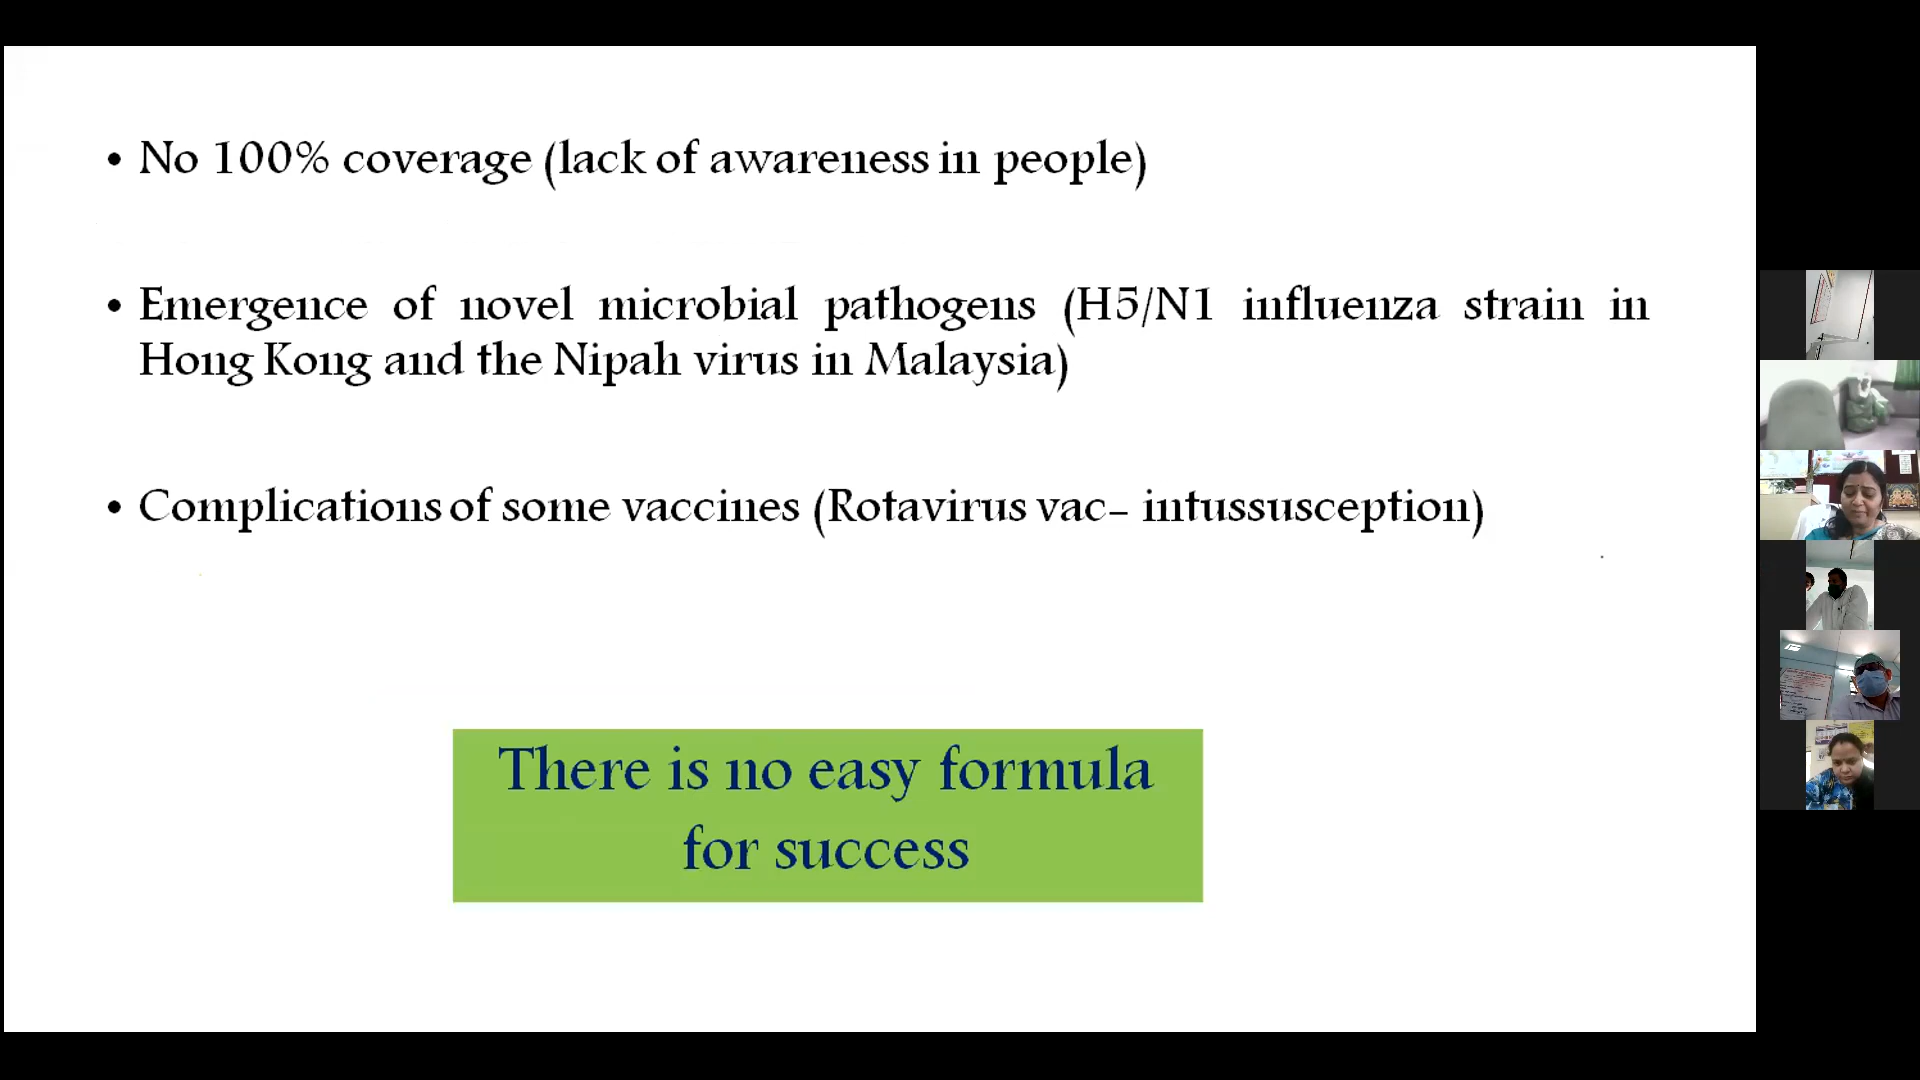 • No 100% coverage (lack of awareness in people)
• Emergence of novel microbial pathogens (H5/N1 influenza strain in
Hong Kong and the Nipah virus in Malaysia)
• Complications of some vaccines (Rotavirus vac– intussusception)
There is no easy formula
for success